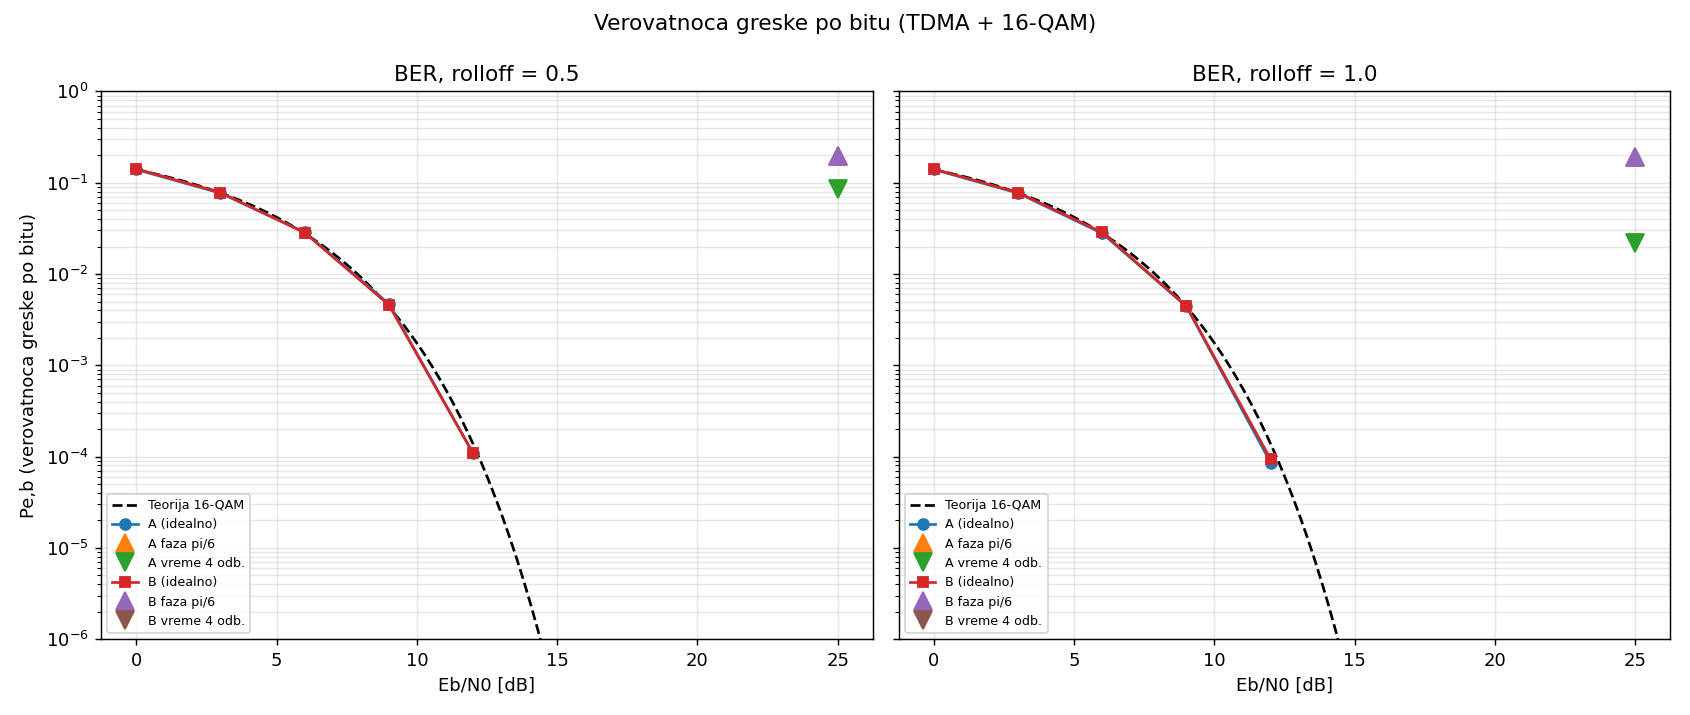 Verovatnoca greske po bitu (TDMA + 16-QAM)
BER, rolloff = 0.5
Pe,b (verovatnoca greske po bitu)
10⁰
10⁻¹
10⁻²
10⁻³
10⁻⁴
10⁻⁵
10⁻⁶
Teorija 16-QAM
A (idealno)
A faza pi/6
A vreme 4 odb.
B (idealno)
B faza pi/6
B vreme 4 odb.
0 5 10 15 20 25
Eb/N0 [dB]
BER, rolloff = 1.0
Teorija 16-QAM
A (idealno)
A faza pi/6
A vreme 4 odb.
B (idealno)
B faza pi/6
B vreme 4 odb.
0 5 10 15 20 25
Eb/N0 [dB]